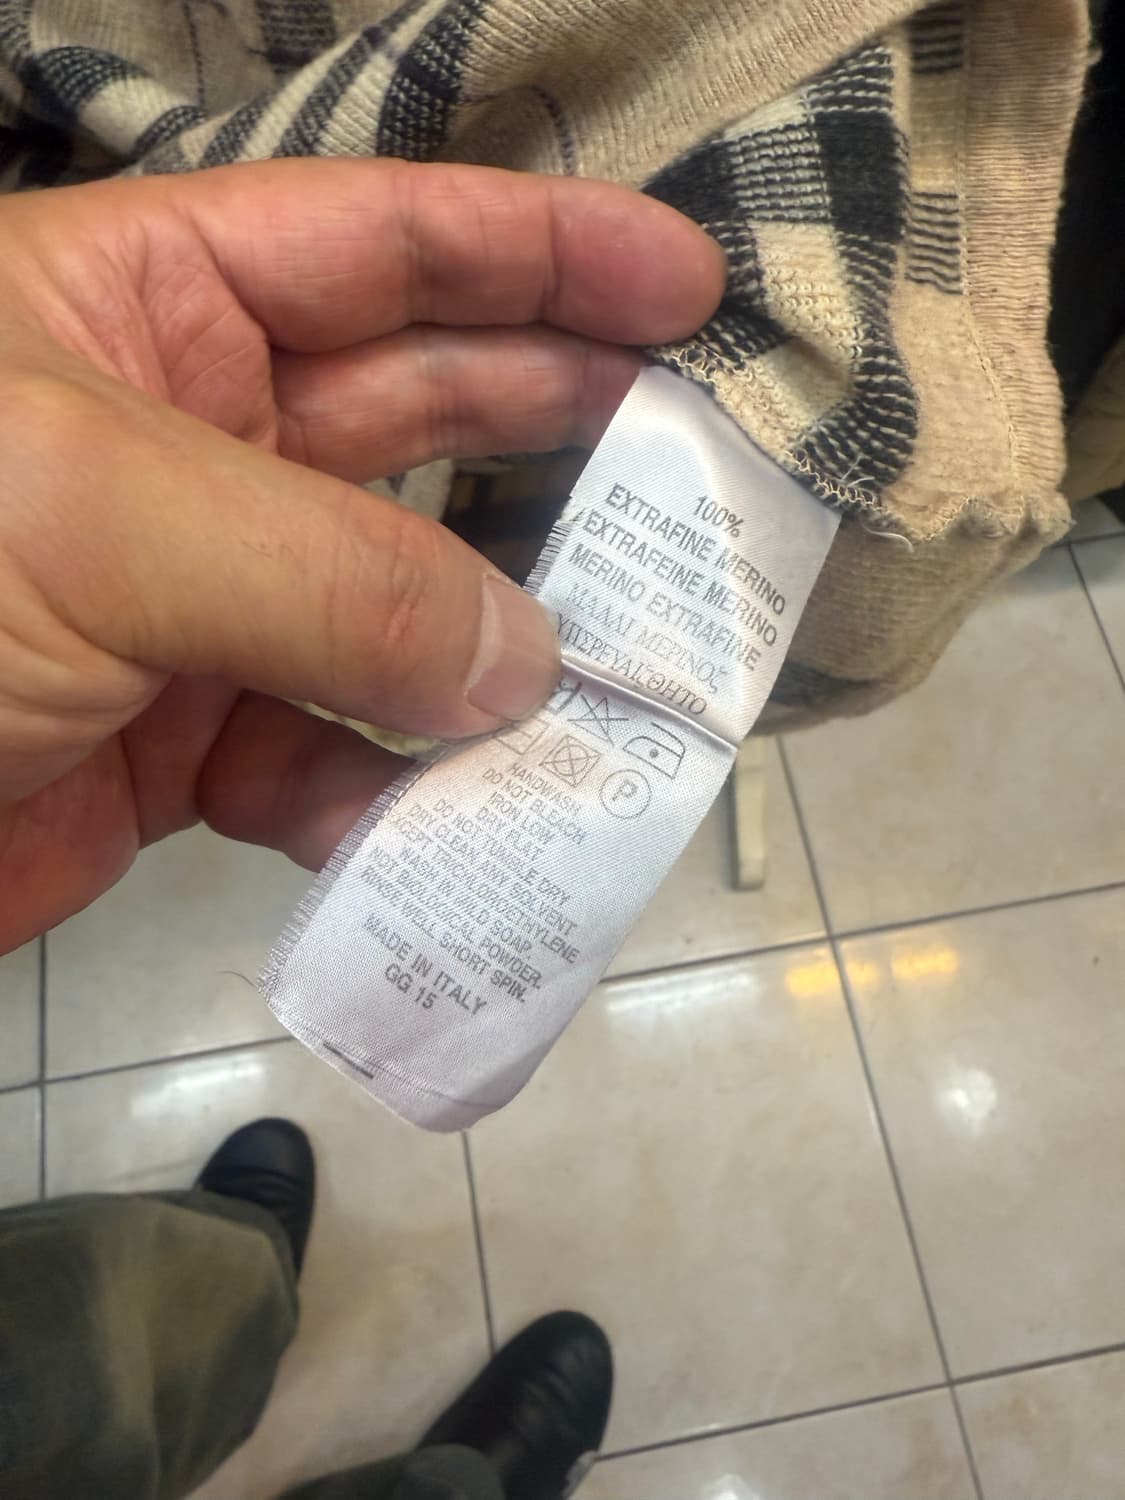 100%
EXTRAFINE MERINO
EXTRAFEINE MERINO
MERINO EXTRAFINE
ΜΑΛΛΙ ΜΕΡΙΝΟς
P
HANDWASH
DO NOT BLEACH
IRON LOW
DRY FLAT
DO NOT TUMBLE DRY
DRY CLEAN ANY SOLVENT
EXCEPT TRICHLOROETHYLENE
WASH IN MILD SOAP.
NOT BIOLOGICAL POWDER.
RINSE WELL SHORT SPIN.
MADE IN ITALY
GG 15